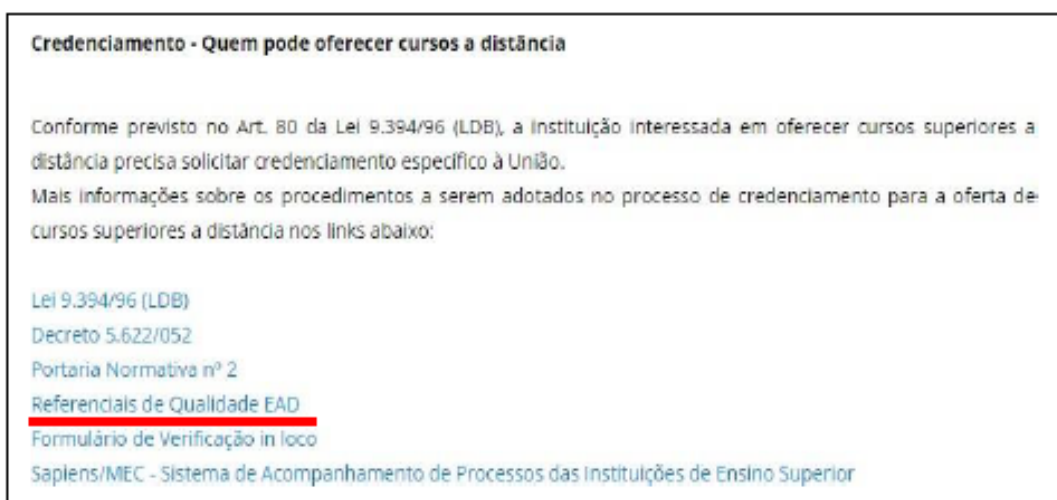 Credenciamento - Quem pode oferecer cursos a distância
Conforme previsto no Art. 80 da Lei 9.394/96 (LDB), a instituição interessada em oferecer cursos superiores a
distância precisa solicitar credenciamento específico à União.
Mais informações sobre os procedimentos a serem adotados no processo de credenciamento para a oferta de
cursos superiores a distância nos links abaixo:
Lei 9.394/96 (LDB)
Decreto 5.622/052
Portaria Normativa nº 2
Referenciais de Qualidade EAD
Formulário de Verificação in loco
Sapiens/MEC - Sistema de Acompanhamento de Processos das Instituições de Ensino Superior